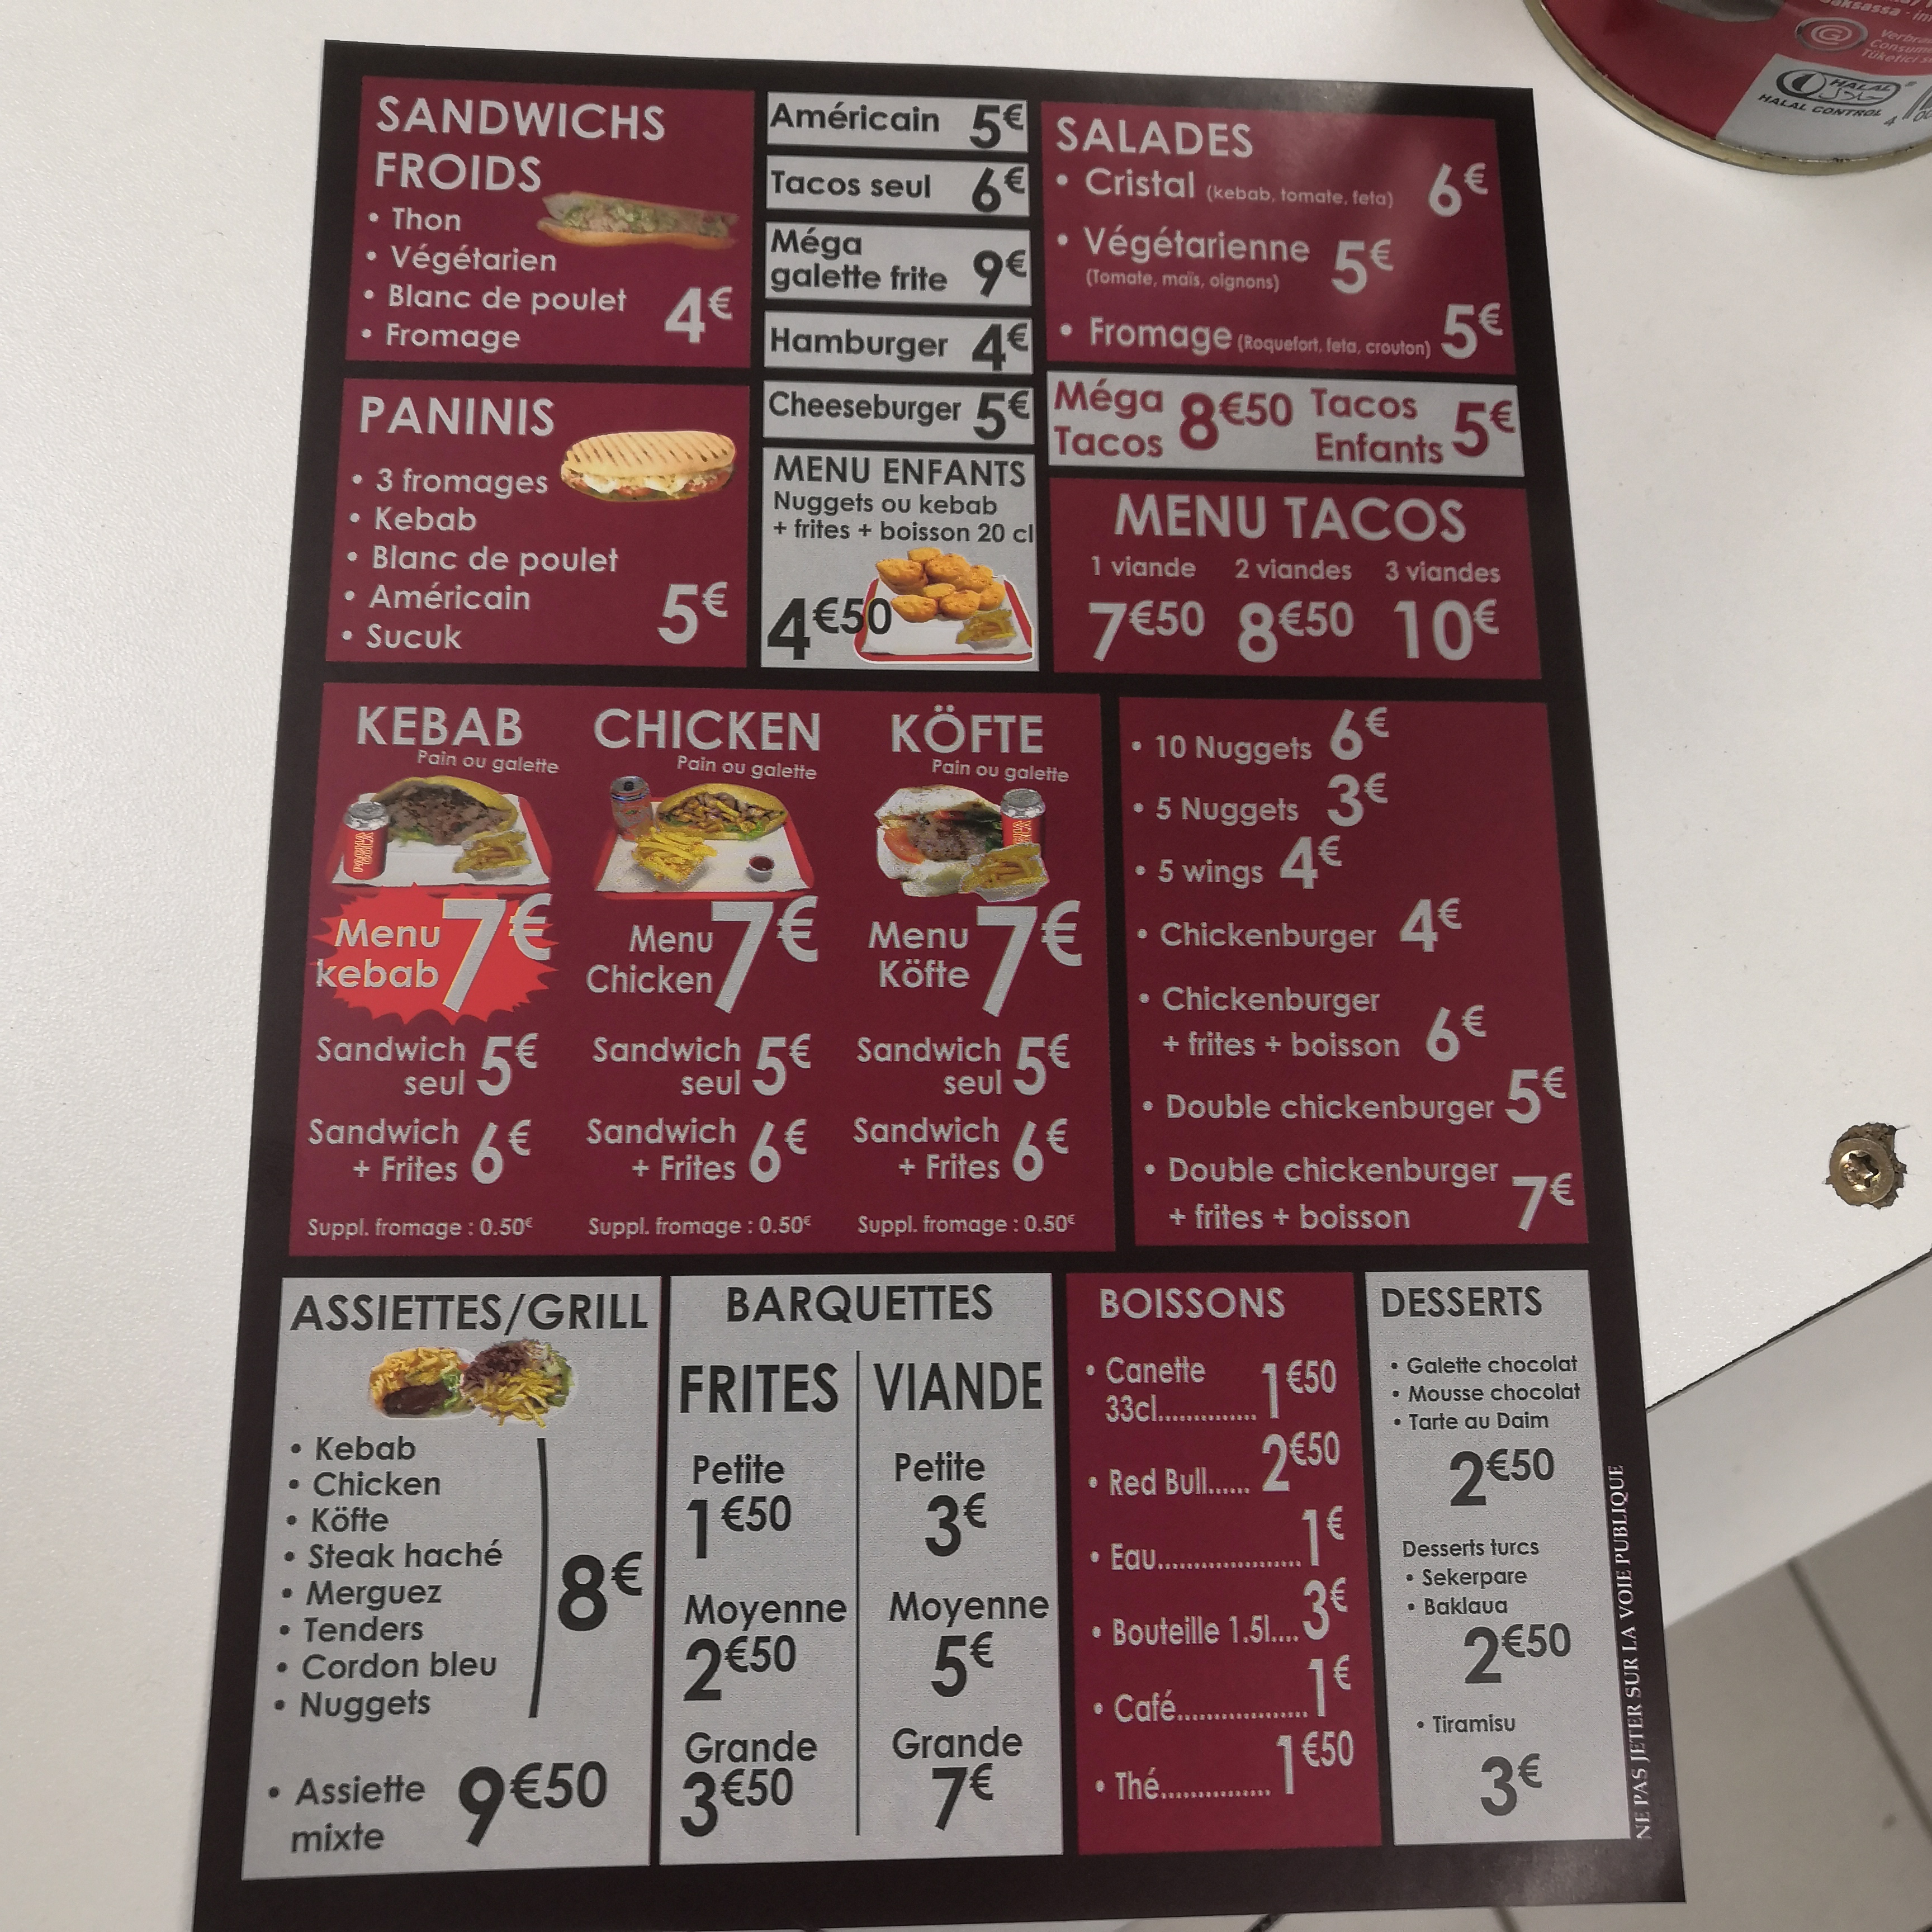 SANDWICHS
FROIDS
• Thon
• Végétarien
• Blanc de poulet
• Fromage
4€
PANINIS
• 3 fromages
• Kebab
• Blanc de poulet
• Américain
• Sucuk
5€
Américain 5€
Tacos seul 6€
Méga
galette frite 9€
Hamburger 4€
Cheeseburger 5€
MENU ENFANTS
Nuggets ou kebab
+ frites + boisson 20 cl
4€50
SALADES
• Cristal (kebab, tomate, feta) 6€
• Végétarienne 5€
(Tomate, maïs, oignons)
• Fromage (Roquefort, feta, crouton) 5€
Méga
Tacos 8€50
Tacos
Enfants 5€
MENU TACOS
1 viande 2 viandes 3 viandes
7€50 8€50 10€
KEBAB
Pain ou galette
Menu
kebab 7€
Sandwich
seul 5€
Sandwich
+ Frites 6€
Suppl. fromage : 0.50€
CHICKEN
Pain ou galette
Menu
Chicken 7€
Sandwich
seul 5€
Sandwich
+ Frites 6€
Suppl. fromage : 0.50€
KÖFTE
Pain ou galette
Menu
Köfte 7€
Sandwich
seul 5€
Sandwich
+ Frites 6€
Suppl. fromage : 0.50€
• 10 Nuggets 6€
• 5 Nuggets 3€
• 5 wings 4€
• Chickenburger 4€
• Chickenburger
+ frites + boisson 6€
• Double chickenburger 5€
• Double chickenburger
+ frites + boisson 7€
ASSIETTES/GRILL
• Kebab
• Chicken
• Köfte
• Steak haché
• Merguez
• Tenders
• Cordon bleu
• Nuggets
8€
• Assiette
mixte 9€50
BARQUETTES
FRITES
Petite
1€50
Moyenne
2€50
Grande
3€50
VIANDE
Petite
3€
Moyenne
5€
Grande
7€
BOISSONS
• Canette
33cl.............. 1€50
• Red Bull...... 2€50
• Eau.................... 1€
• Bouteille 1.5l.... 3€
• Café.................. 1€
• Thé............... 1€50
DESSERTS
• Galette chocolat
• Mousse chocolat
• Tarte au Daim
2€50
Desserts turcs
• Sekerpare
• Baklava
2€50
• Tiramisu
3€
NE PAS JETER SUR LA VOIE PUBLIQUE
HALAL
HALAL CONTROL
Tüketici